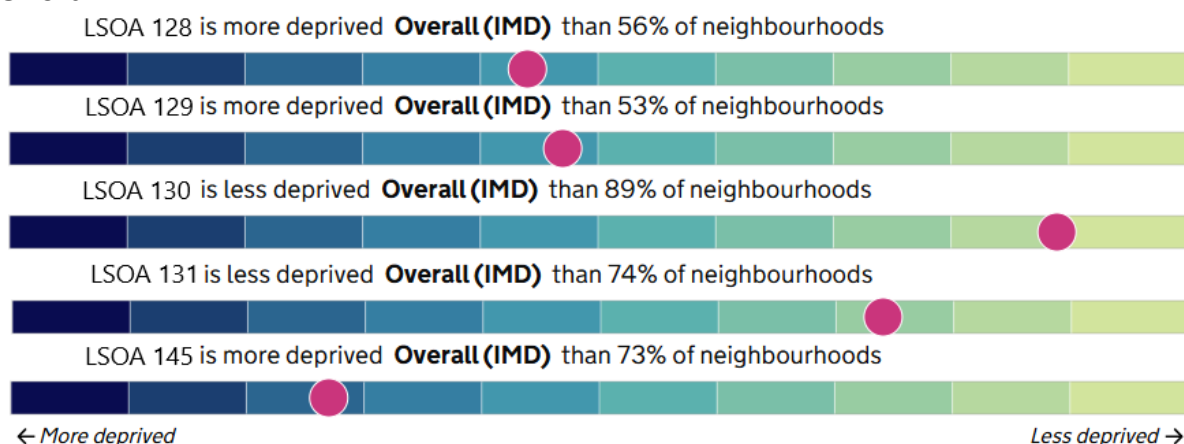 LSOA 128 is more deprived Overall (IMD) than 56% of neighbourhoods
LSOA 129 is more deprived Overall (IMD) than 53% of neighbourhoods
LSOA 130 is less deprived Overall (IMD) than 89% of neighbourhoods
LSOA 131 is less deprived Overall (IMD) than 74% of neighbourhoods
LSOA 145 is more deprived Overall (IMD) than 73% of neighbourhoods
← More deprived Less deprived →